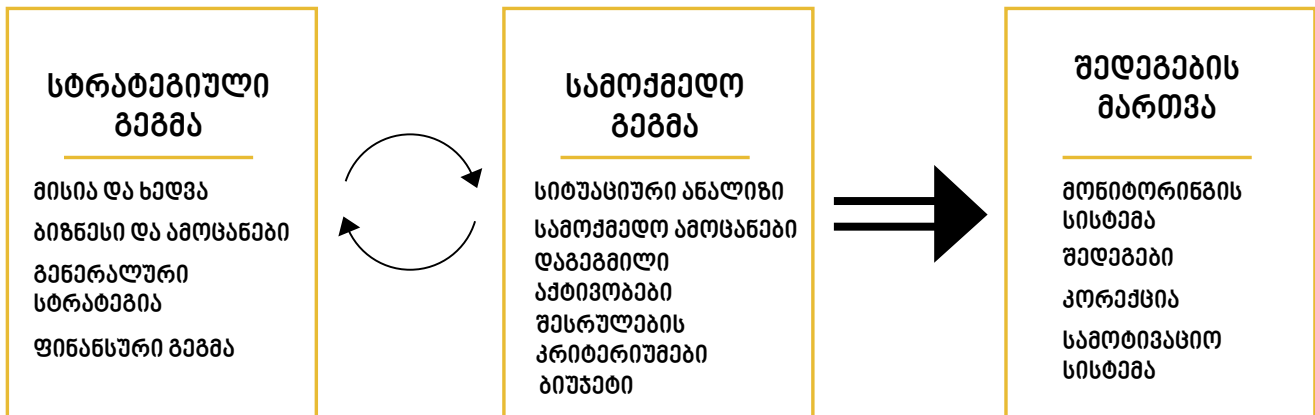 სტრატეგიული
გეგმა
მისია და ხედვა
ბიზნესი და ამოცანები
გენერალური
სტრატეგია
ფინანსური გეგმა
სამოქმედო
გეგმა
სიტუაციური ანალიზი
სამოქმედო ამოცანები
დაგეგმილი
აქტივობები
შესრულების
კრიტერიუმები
ბიუჯეტი
შედეგების
მართვა
მონიტორინგის
სისტემა
შედეგები
კორექცია
სამოტივაციო
სისტემა